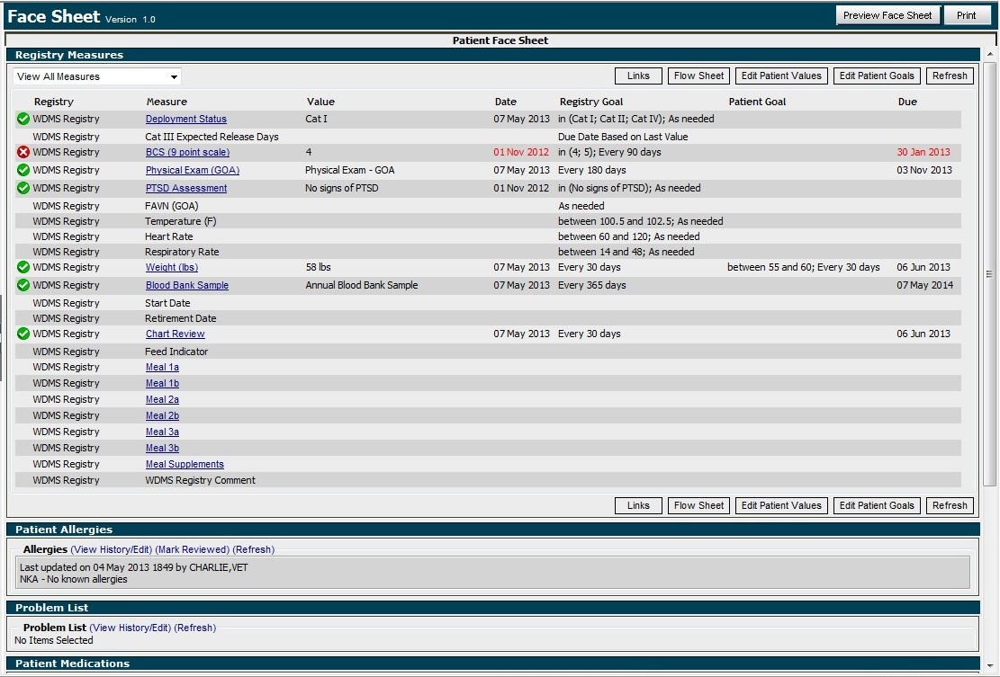 Face Sheet Version 1.0 Preview Face Sheet Print
Patient Face Sheet
Registry Measures
View All Measures Links Flow Sheet Edit Patient Values Edit Patient Goals Refresh
Registry Measure Value Date Registry Goal Patient Goal Due
WDMS Registry Deployment Status Cat I 07 May 2013 in (Cat I; Cat II; Cat IV); As needed
WDMS Registry Cat III Expected Release Days Due Date Based on Last Value
WDMS Registry BCS (9 point scale) 4 01 Nov 2012 in (4; 5); Every 90 days 30 Jan 2013
WDMS Registry Physical Exam (GOA) Physical Exam - GOA 07 May 2013 Every 180 days 03 Nov 2013
WDMS Registry PTSD Assessment No signs of PTSD 01 Nov 2012 in (No signs of PTSD); As needed
WDMS Registry FAVN (GOA) As needed
WDMS Registry Temperature (F) between 100.5 and 102.5; As needed
WDMS Registry Heart Rate between 60 and 120; As needed
WDMS Registry Respiratory Rate between 14 and 48; As needed
WDMS Registry Weight (lbs) 58 lbs 07 May 2013 Every 30 days between 55 and 60; Every 30 days 06 Jun 2013
WDMS Registry Blood Bank Sample Annual Blood Bank Sample 07 May 2013 Every 365 days 07 May 2014
WDMS Registry Start Date
WDMS Registry Retirement Date
WDMS Registry Chart Review 07 May 2013 Every 30 days 06 Jun 2013
WDMS Registry Feed Indicator
WDMS Registry Meal 1a
WDMS Registry Meal 1b
WDMS Registry Meal 2a
WDMS Registry Meal 2b
WDMS Registry Meal 3a
WDMS Registry Meal 3b
WDMS Registry Meal Supplements
WDMS Registry WDMS Registry Comment
Links Flow Sheet Edit Patient Values Edit Patient Goals Refresh
Patient Allergies
Allergies (View History/Edit) (Mark Reviewed) (Refresh)
Last updated on 04 May 2013 1849 by CHARLIE,VET
NKA - No known allergies
Problem List
Problem List (View History/Edit) (Refresh)
No Items Selected
Patient Medications